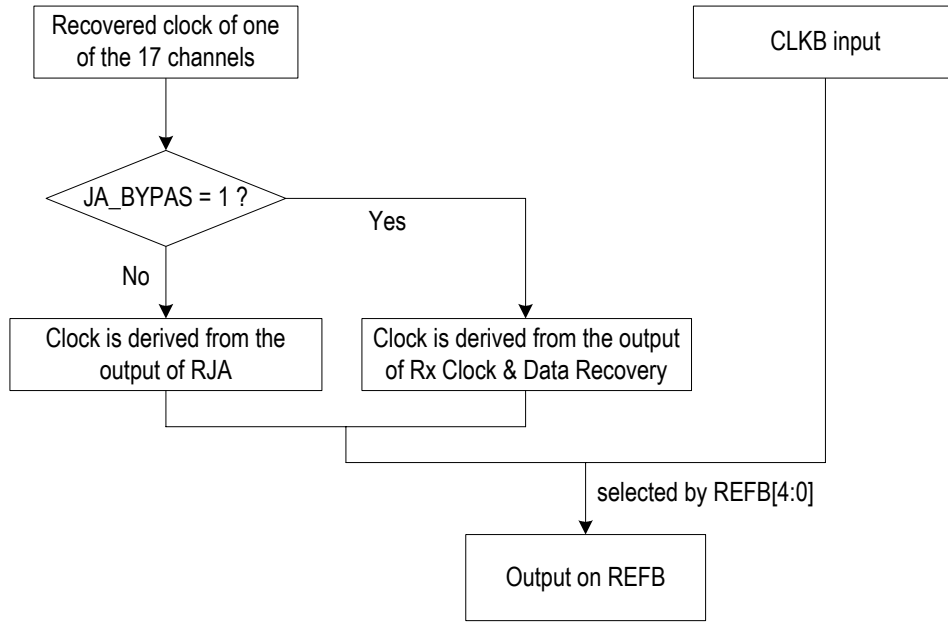 Recovered clock of one
of the 17 channels
CLKB input
JA_BYPAS = 1 ?
Yes
No
Clock is derived from the
output of RJA
Clock is derived from the output
of Rx Clock & Data Recovery
selected by REFB[4:0]
Output on REFB